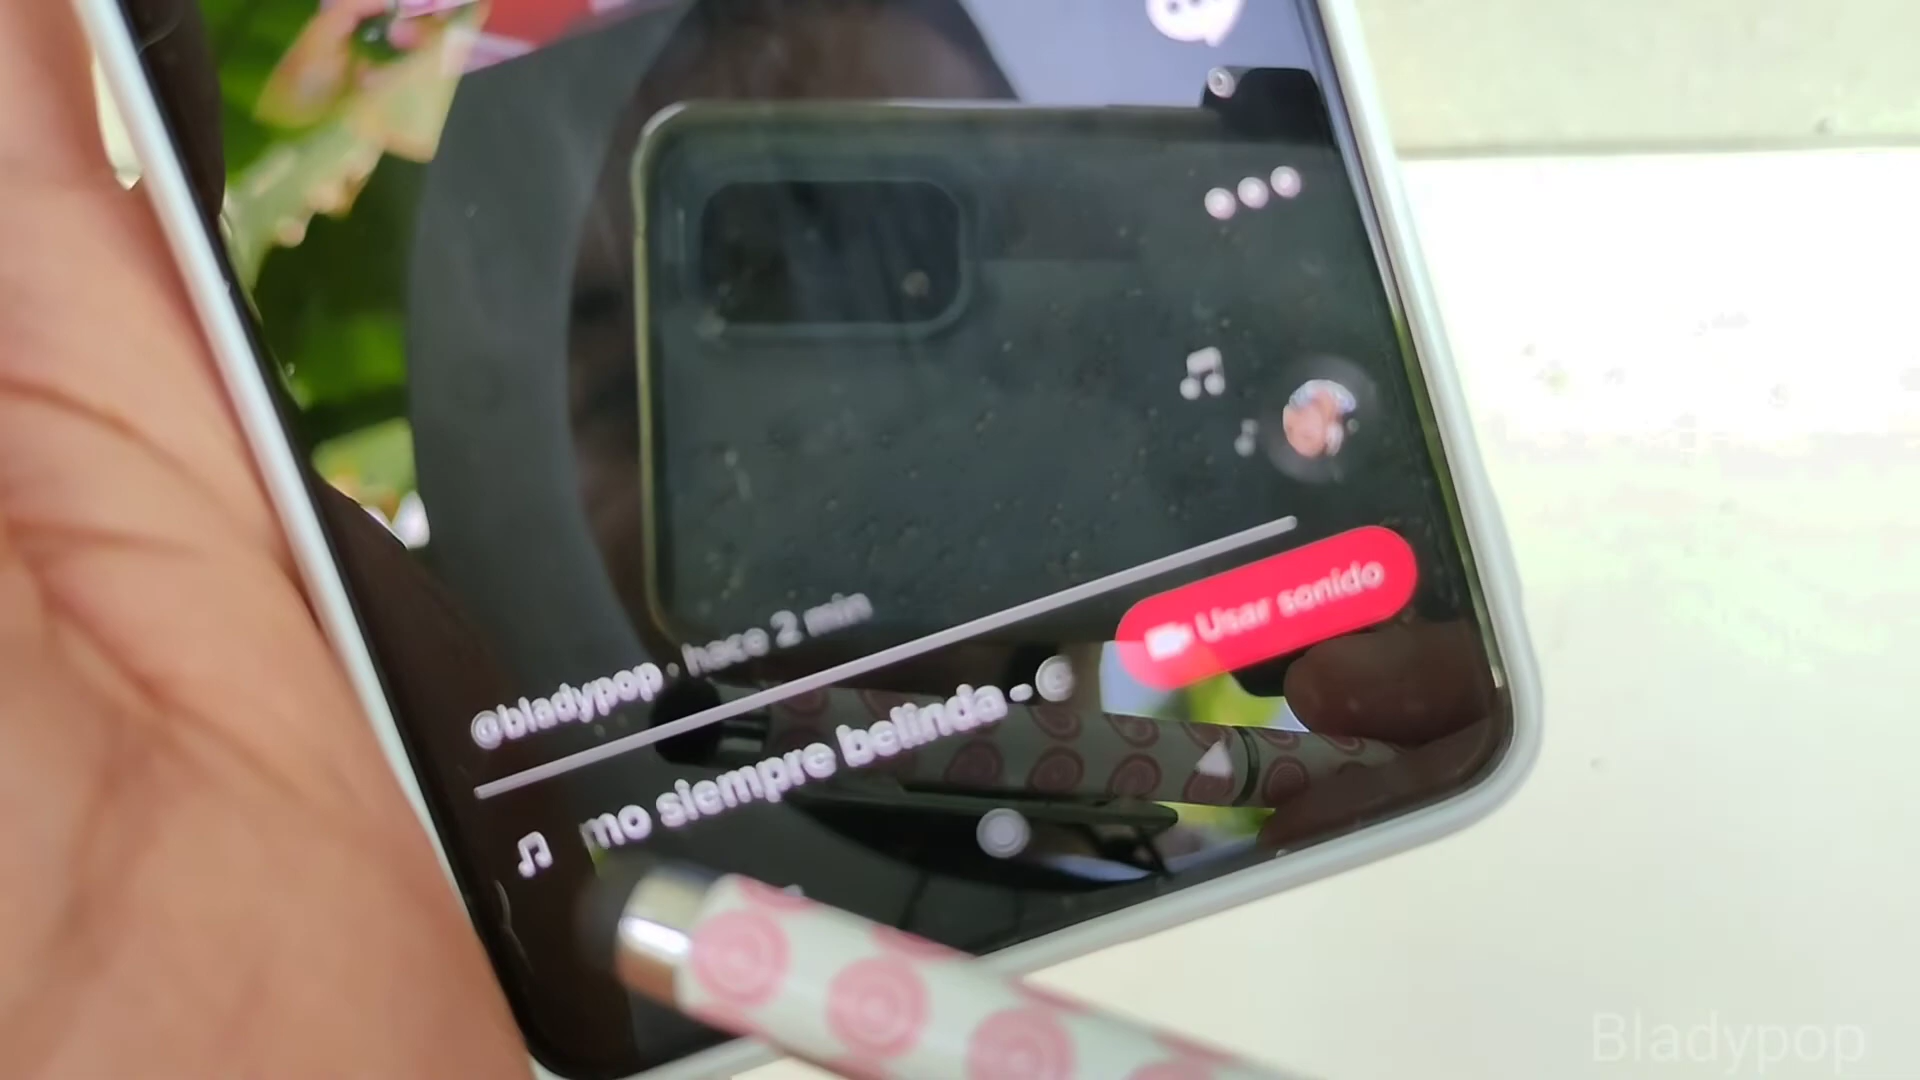 @bladypop · hace 2 min
Usar sonido
mo siempre belinda - @
Bladypop